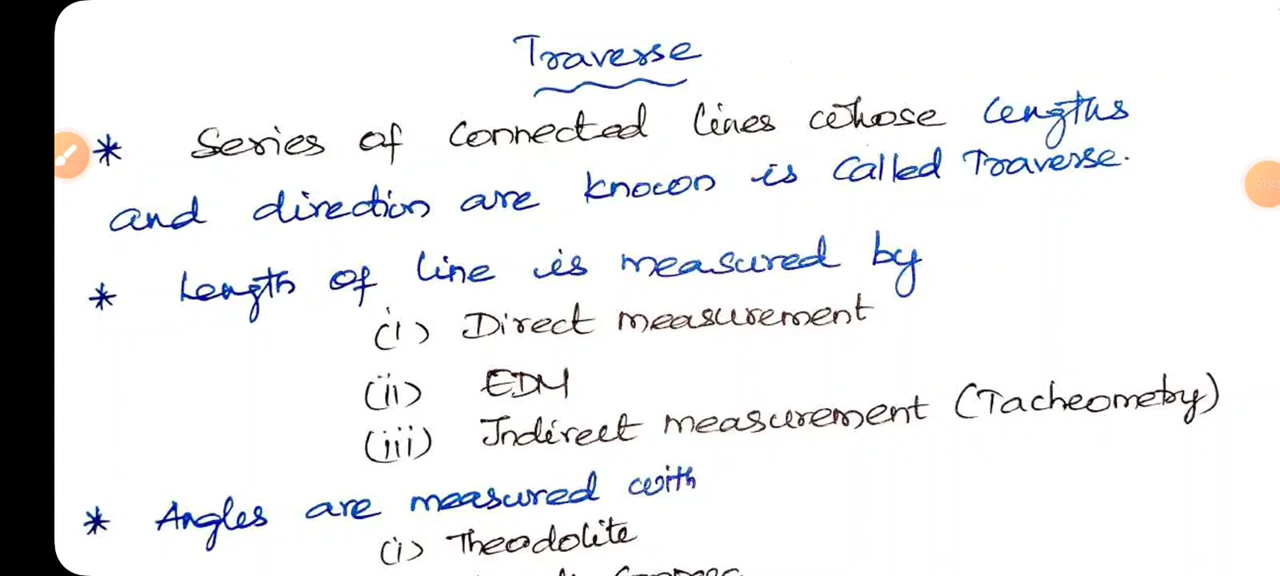 Traverse
* Series of connected lines whose lengths
and direction are known is called Traverse.
* Length of line is measured by
(i) Direct measurement
(ii) EDM
(iii) Indirect measurement (Tacheometry)
* Angles are measured with
(i) Theodolite